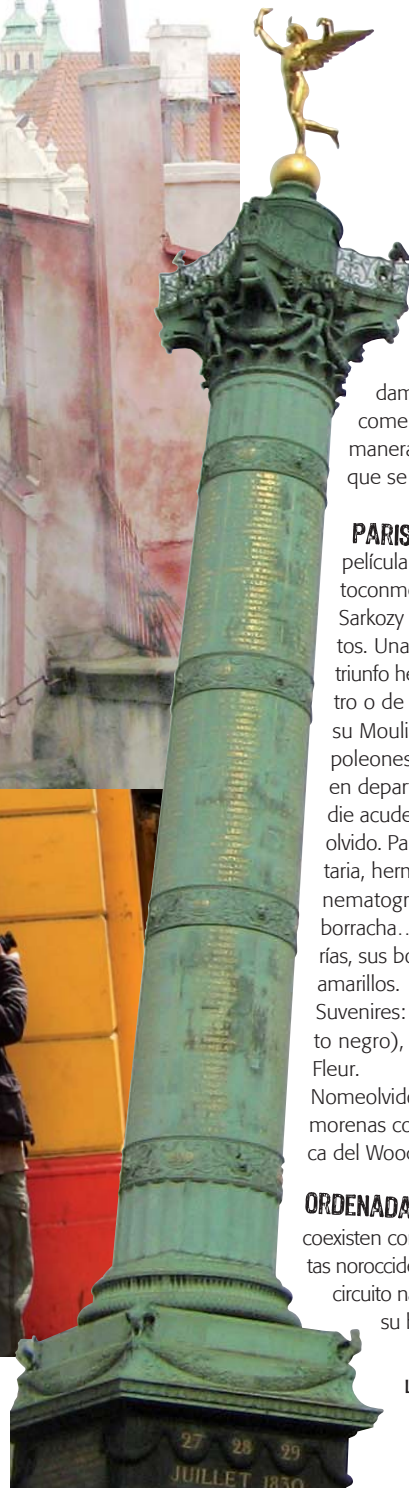 dam
come
manera
que se
PARIS
película
toconm
Sarkozy
tos. Una
triunfo he
tro o de
su Mouli
poleones
en depar
die acude
olvido. Pa
taria, hern
nematogr
borracha…
rías, sus bo
amarillos.
Suvenires:
to negro),
Fleur.
Nomeolvid
morenas co
ca del Wood
ORDENADA
coexisten co
tas noroccide
circuito na
su
L
27 28 29
JUILLET 1830